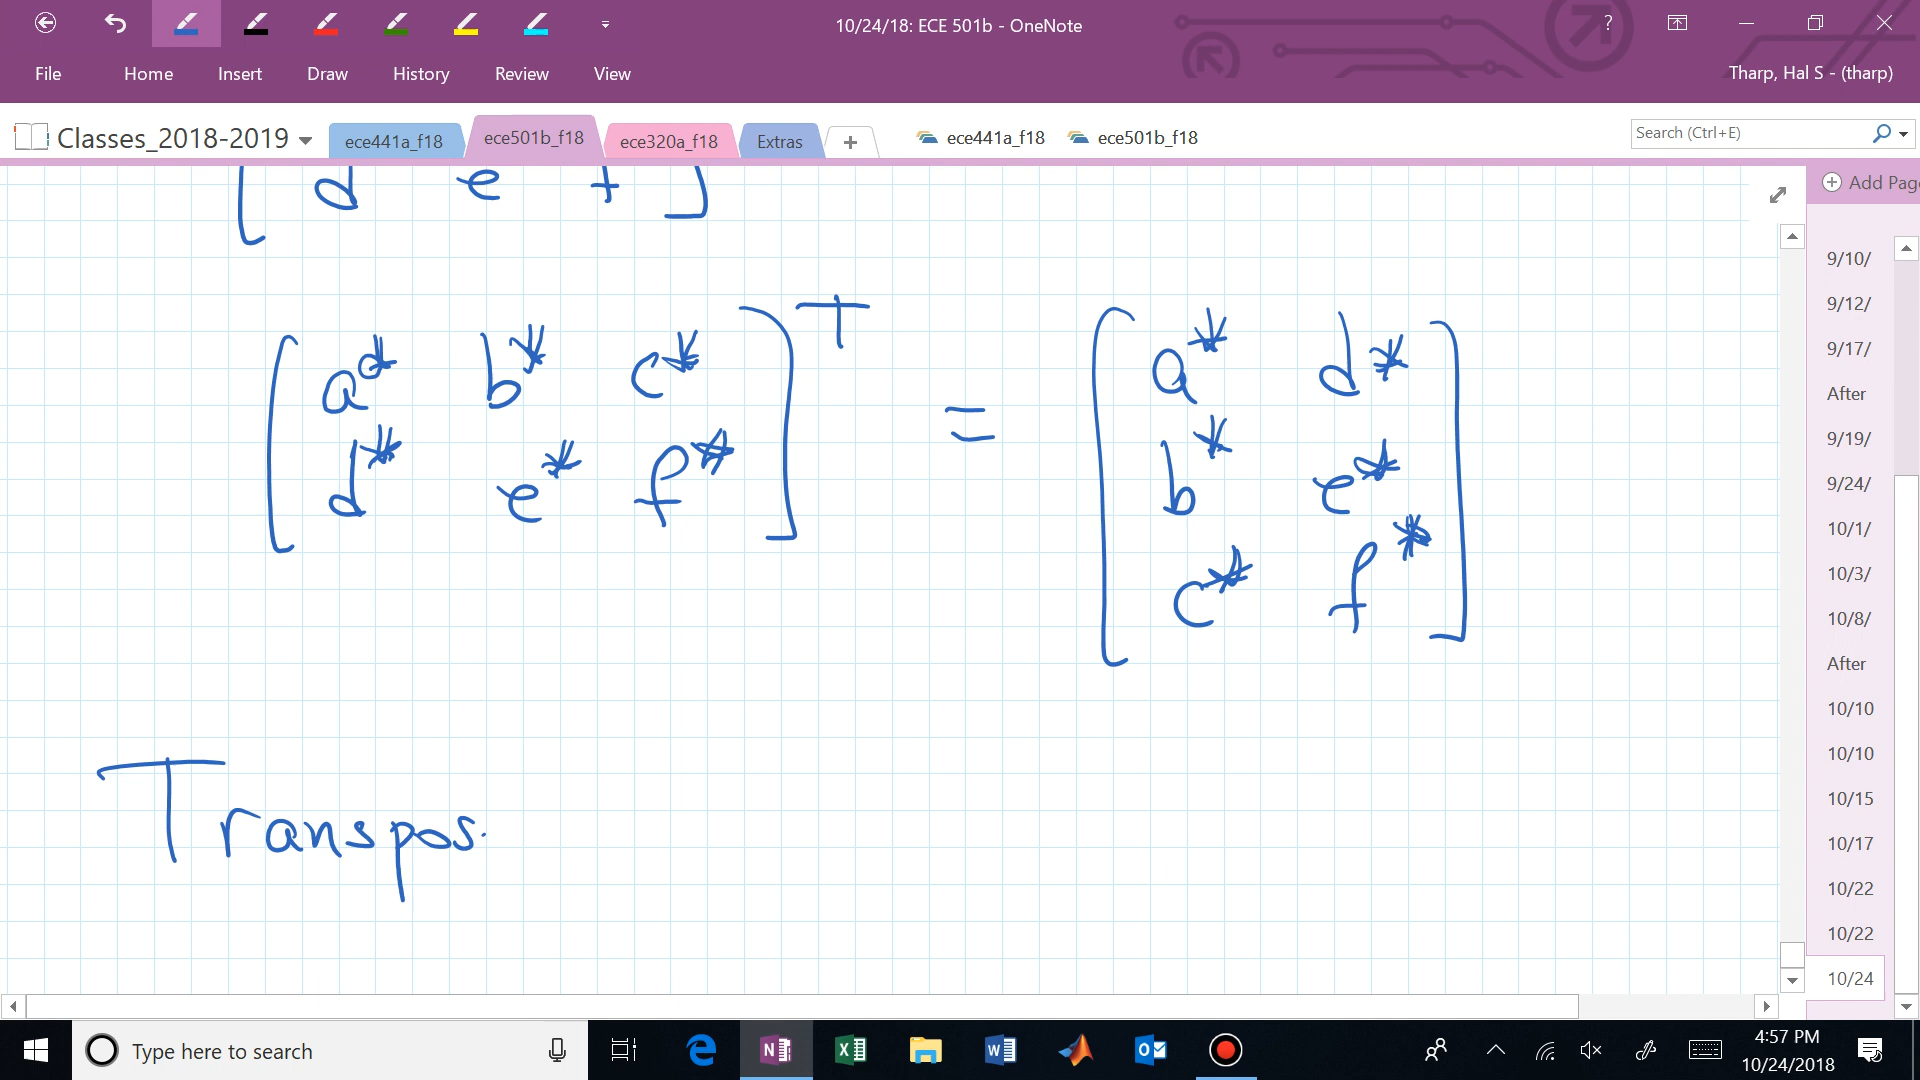 10/24/18: ECE 501b - OneNote
?
File Home Insert Draw History Review View
Tharp, Hal S - (tharp)
Classes_2018-2019
ece441a_f18
ece501b_f18
ece320a_f18
Extras
ece441a_f18
ece501b_f18
Search (Ctrl+E)
Add Pag
d e f
a* b* c* T
d* e* f*
=
a* d*
b* e*
c* f*
Transpos
9/10/
9/12/
9/17/
After
9/19/
9/24/
10/1/
10/3/
10/8/
After
10/10
10/10
10/15
10/17
10/22
10/22
10/24
Type here to search
4:57 PM
10/24/2018